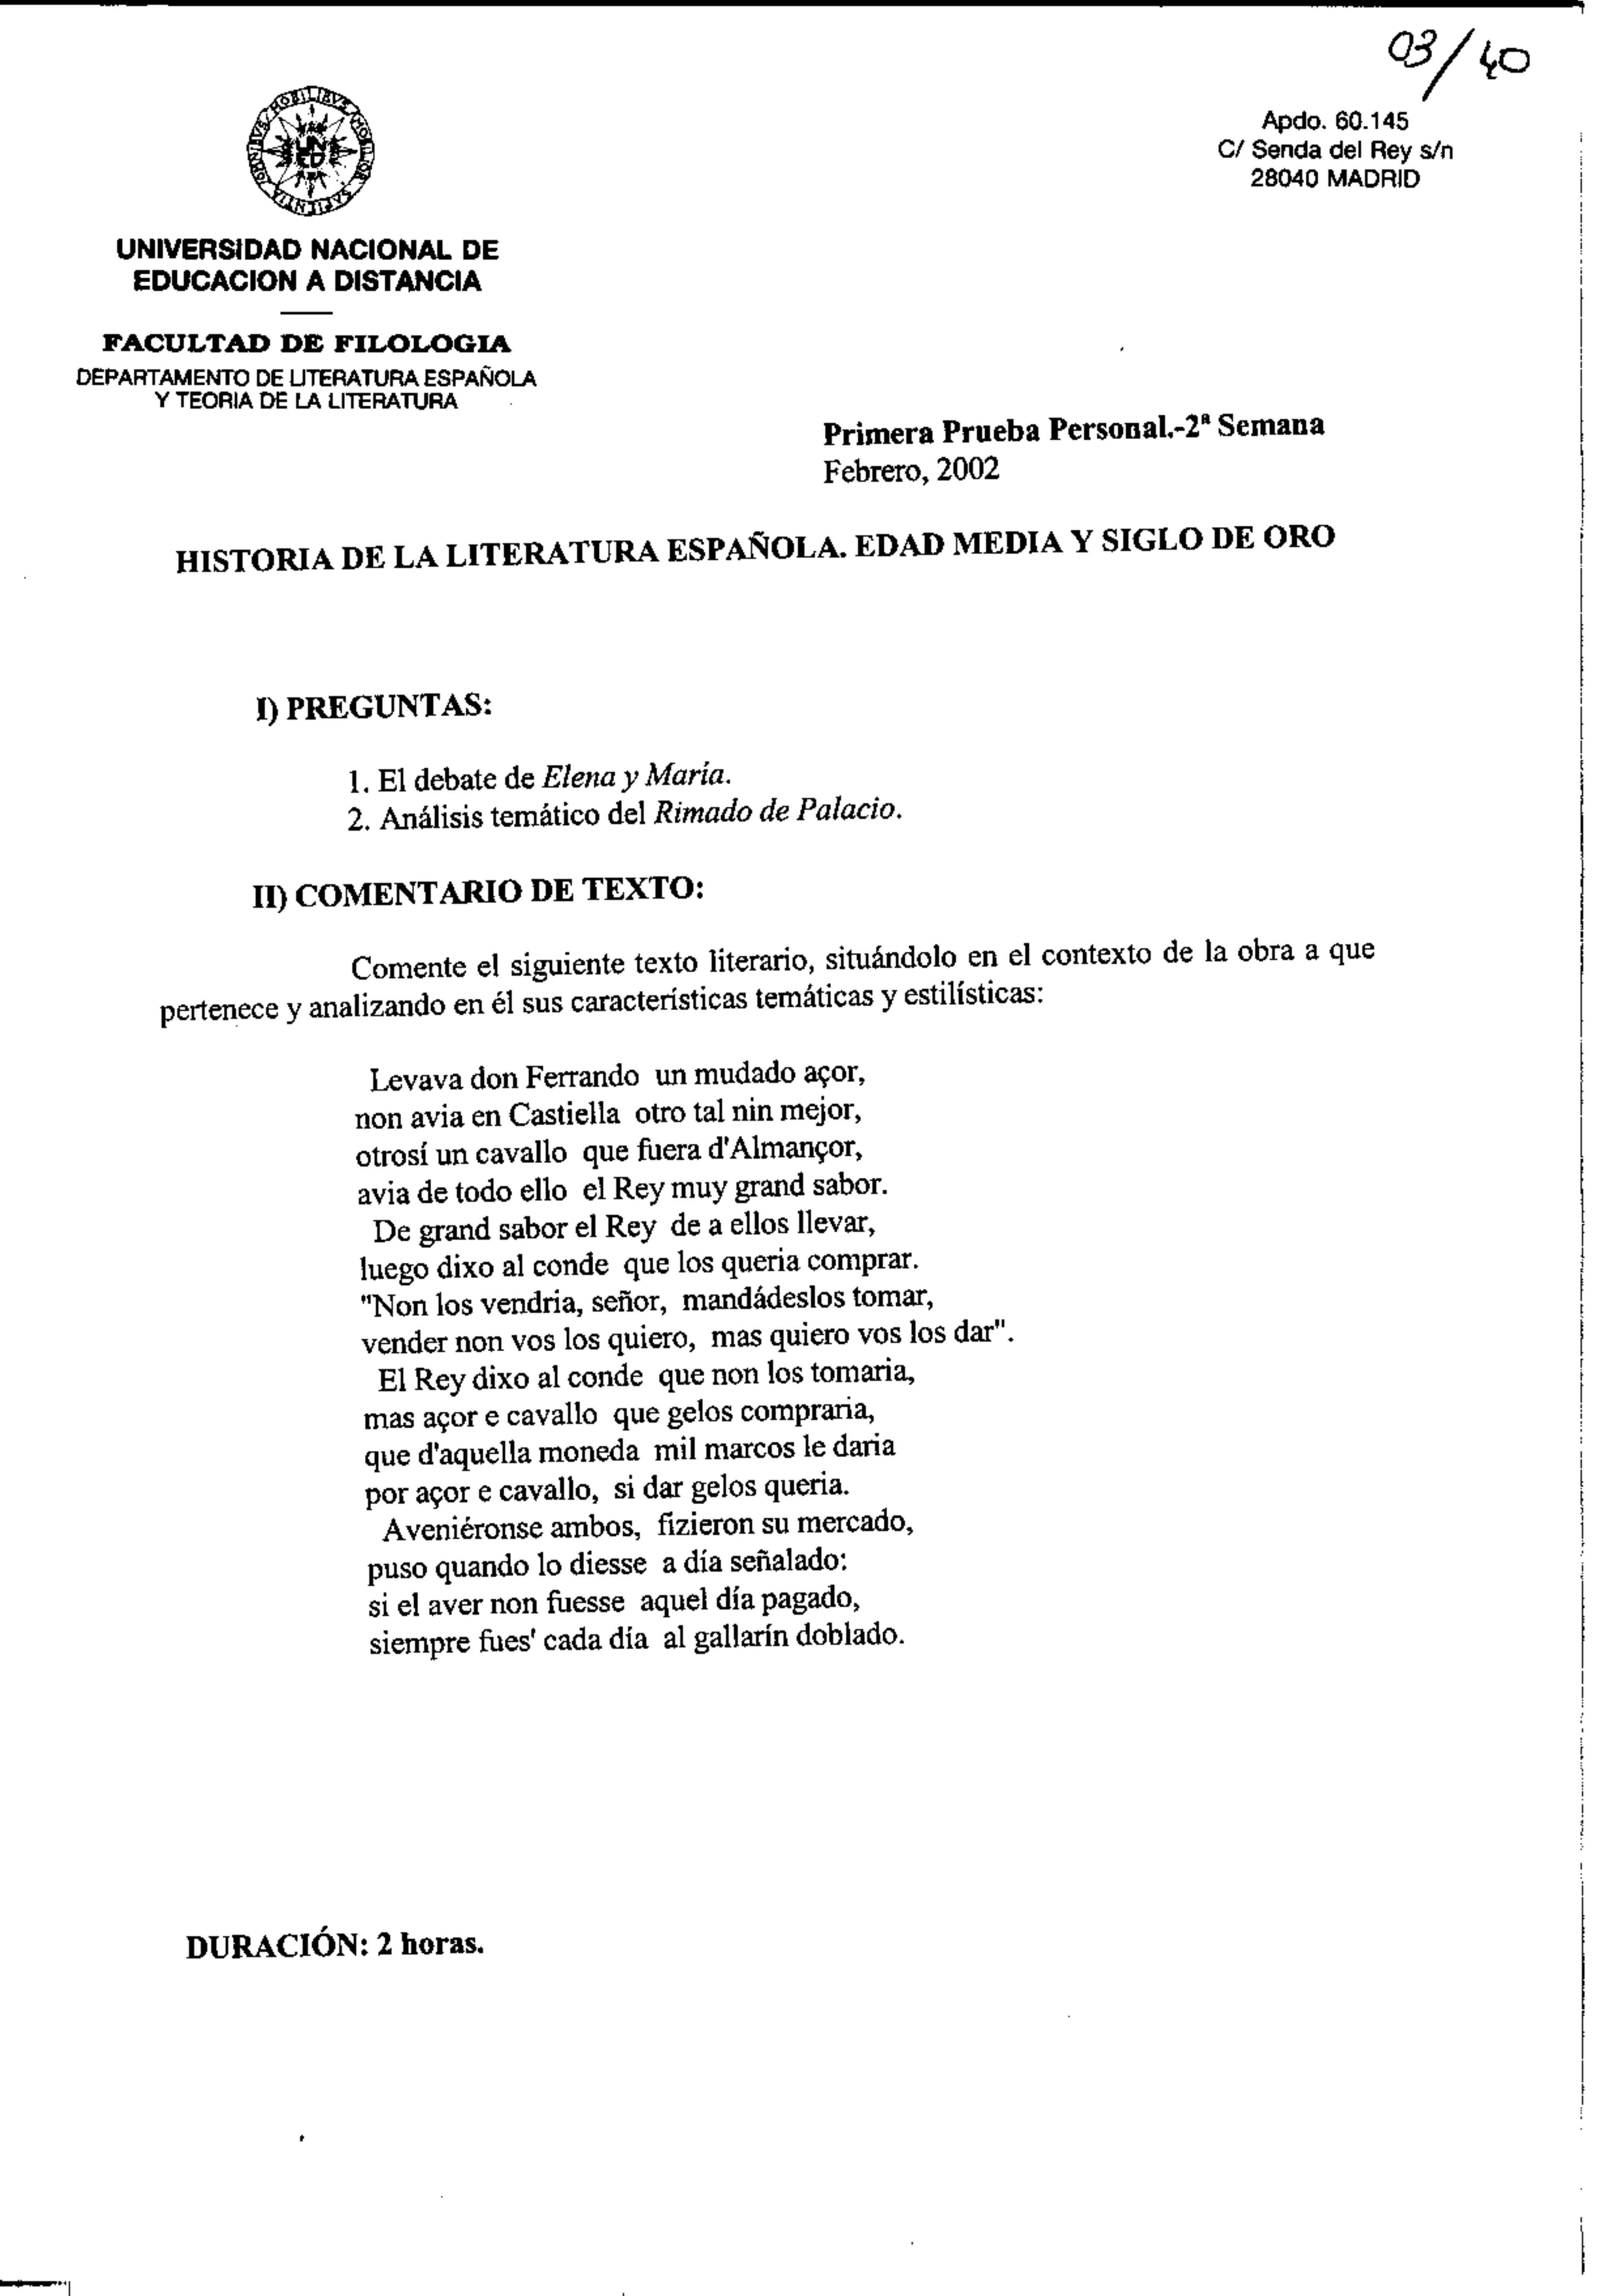 03/40
OMNIBVS MOBILIBVS MOBILIOR SAPIENTIA
UNED
Apdo. 60.145
C/ Senda del Rey s/n
28040 MADRID
UNIVERSIDAD NACIONAL DE
EDUCACION A DISTANCIA
FACULTAD DE FILOLOGIA
DEPARTAMENTO DE LITERATURA ESPAÑOLA
Y TEORIA DE LA LITERATURA
Primera Prueba Personal.-2ª Semana
Febrero, 2002
HISTORIA DE LA LITERATURA ESPAÑOLA. EDAD MEDIA Y SIGLO DE ORO
I) PREGUNTAS:
1. El debate de Elena y María.
2. Análisis temático del Rimado de Palacio.
II) COMENTARIO DE TEXTO:
Comente el siguiente texto literario, situándolo en el contexto de la obra a que
pertenece y analizando en él sus características temáticas y estilísticas:
Levava don Ferrando un mudado açor,
non avia en Castiella otro tal nin mejor,
otrosí un cavallo que fuera d'Almançor,
avia de todo ello el Rey muy grand sabor.
De grand sabor el Rey de a ellos llevar,
luego dixo al conde que los queria comprar.
"Non los vendria, señor, mandádeslos tomar,
vender non vos los quiero, mas quiero vos los dar".
El Rey dixo al conde que non los tomaria,
mas açor e cavallo que gelos compraria,
que d'aquella moneda mil marcos le daria
por açor e cavallo, si dar gelos queria.
Aveniéronse ambos, fizieron su mercado,
puso quando lo diesse a día señalado:
si el aver non fuesse aquel día pagado,
siempre fues' cada día al gallarín doblado.
DURACIÓN: 2 horas.